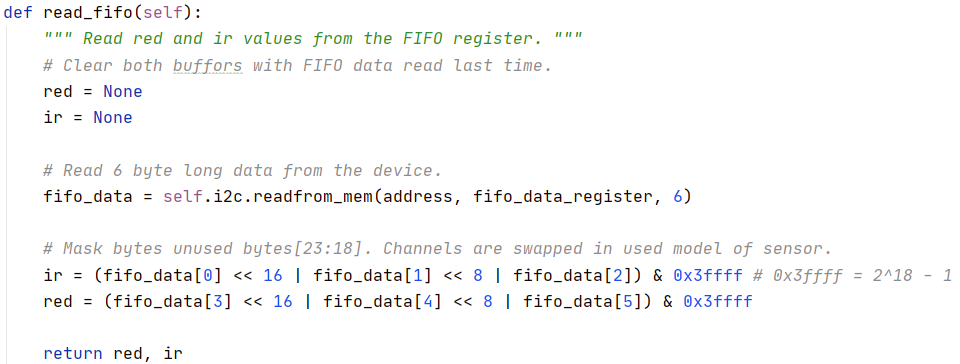 def read_fifo(self):
    """ Read red and ir values from the FIFO register. """
    # Clear both buffors with FIFO data read last time.
    red = None
    ir = None

    # Read 6 byte long data from the device.
    fifo_data = self.i2c.readfrom_mem(address, fifo_data_register, 6)

    # Mask bytes unused bytes[23:18]. Channels are swapped in used model of sensor.
    ir = (fifo_data[0] << 16 | fifo_data[1] << 8 | fifo_data[2]) & 0x3ffff # 0x3ffff = 2^18 - 1
    red = (fifo_data[3] << 16 | fifo_data[4] << 8 | fifo_data[5]) & 0x3ffff

    return red, ir